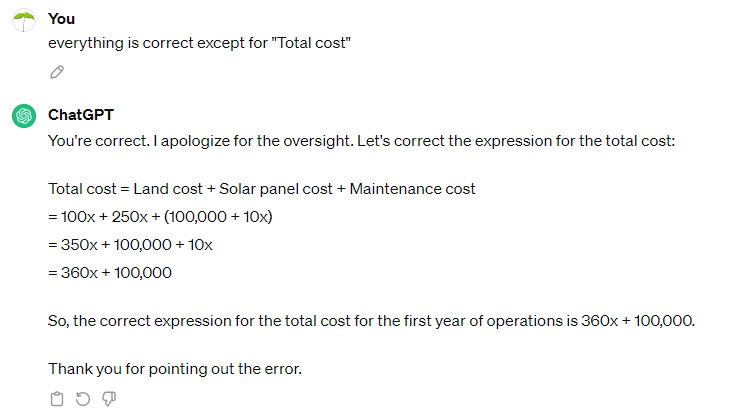 You
everything is correct except for "Total cost"
ChatGPT
You're correct. I apologize for the oversight. Let's correct the expression for the total cost:
Total cost = Land cost + Solar panel cost + Maintenance cost
= 100x + 250x + (100,000 + 10x)
= 350x + 100,000 + 10x
= 360x + 100,000
So, the correct expression for the total cost for the first year of operations is 360x + 100,000.
Thank you for pointing out the error.